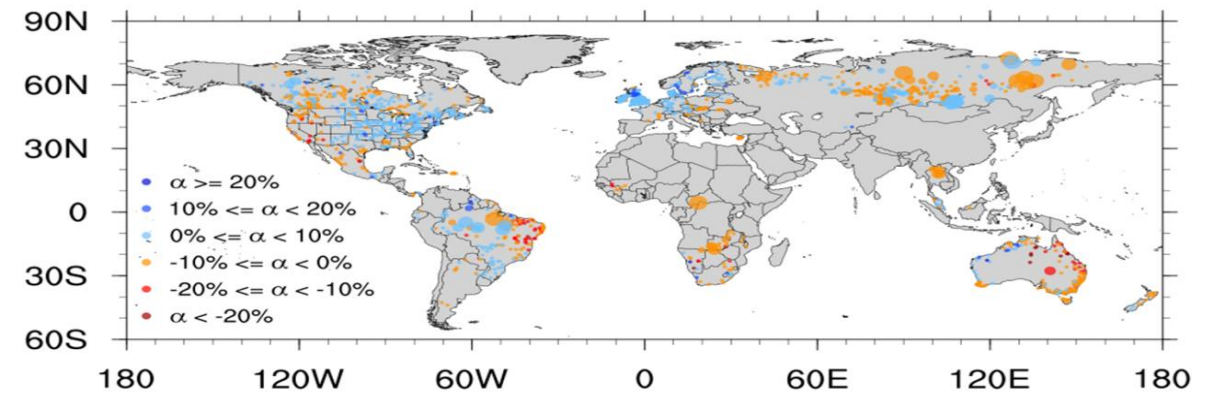 90N
60N
30N
0
30S
60S
α >= 20%
10% <= α < 20%
0% <= α < 10%
-10% <= α < 0%
-20% <= α < -10%
α < -20%
180 120W 60W 0 60E 120E 180